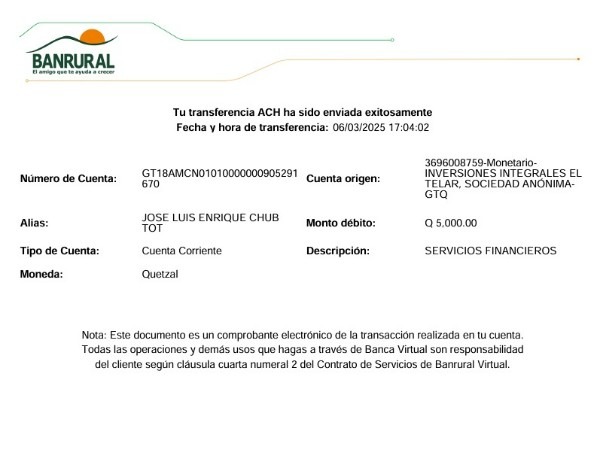 BANRURAL
El amigo que te ayuda a crecer
Tu transferencia ACH ha sido enviada exitosamente
Fecha y hora de transferencia: 06/03/2025 17:04:02
Número de Cuenta:
GT18AMCN01010000000905291
670
Cuenta origen:
3696008759-Monetario-
INVERSIONES INTEGRALES EL
TELAR, SOCIEDAD ANÓNIMA-
GTQ
Alias:
JOSE LUIS ENRIQUE CHUB
TOT
Monto débito:
Q 5,000.00
Tipo de Cuenta:
Cuenta Corriente
Descripción:
SERVICIOS FINANCIEROS
Moneda:
Quetzal
Nota: Este documento es un comprobante electrónico de la transacción realizada en tu cuenta.
Todas las operaciones y demás usos que hagas a través de Banca Virtual son responsabilidad
del cliente según cláusula cuarta numeral 2 del Contrato de Servicios de Banrural Virtual.